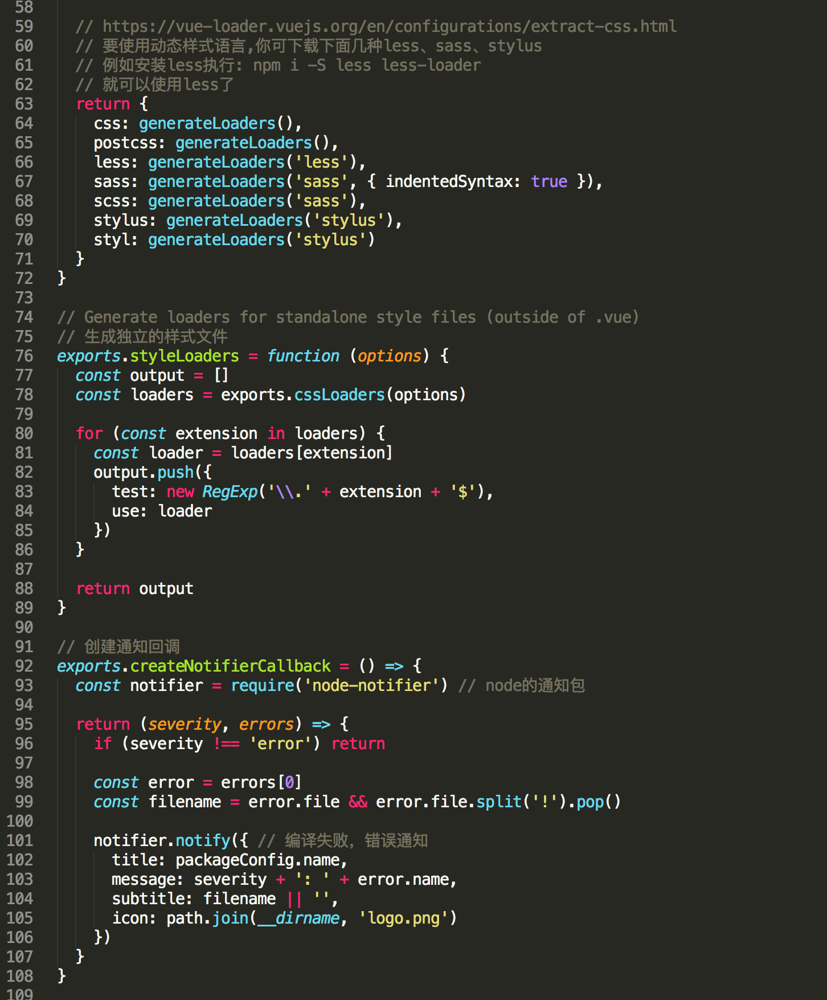 58
59 // https://vue-loader.vuejs.org/en/configurations/extract-css.html
60 // 要使用动态样式语言,你可下载下面几种less、sass、stylus
61 // 例如安装less执行: npm i -S less less-loader
62 // 就可以使用less了
63 return {
64 css: generateLoaders(),
65 postcss: generateLoaders(),
66 less: generateLoaders('less'),
67 sass: generateLoaders('sass', { indentedSyntax: true }),
68 scss: generateLoaders('sass'),
69 stylus: generateLoaders('stylus'),
70 styl: generateLoaders('stylus')
71 }
72 }
73
74 // Generate loaders for standalone style files (outside of .vue)
75 // 生成独立的样式文件
76 exports.styleLoaders = function (options) {
77 const output = []
78 const loaders = exports.cssLoaders(options)
79
80 for (const extension in loaders) {
81 const loader = loaders[extension]
82 output.push({
83 test: new RegExp('\\.' + extension + '$'),
84 use: loader
85 })
86 }
87
88 return output
89 }
90
91 // 创建通知回调
92 exports.createNotifierCallback = () => {
93 const notifier = require('node-notifier') // node的通知包
94
95 return (severity, errors) => {
96 if (severity !== 'error') return
97
98 const error = errors[0]
99 const filename = error.file && error.file.split('!').pop()
100
101 notifier.notify({ // 编译失败，错误通知
102 title: packageConfig.name,
103 message: severity + ': ' + error.name,
104 subtitle: filename || '',
105 icon: path.join(__dirname, 'logo.png')
106 })
107 }
108 }
109